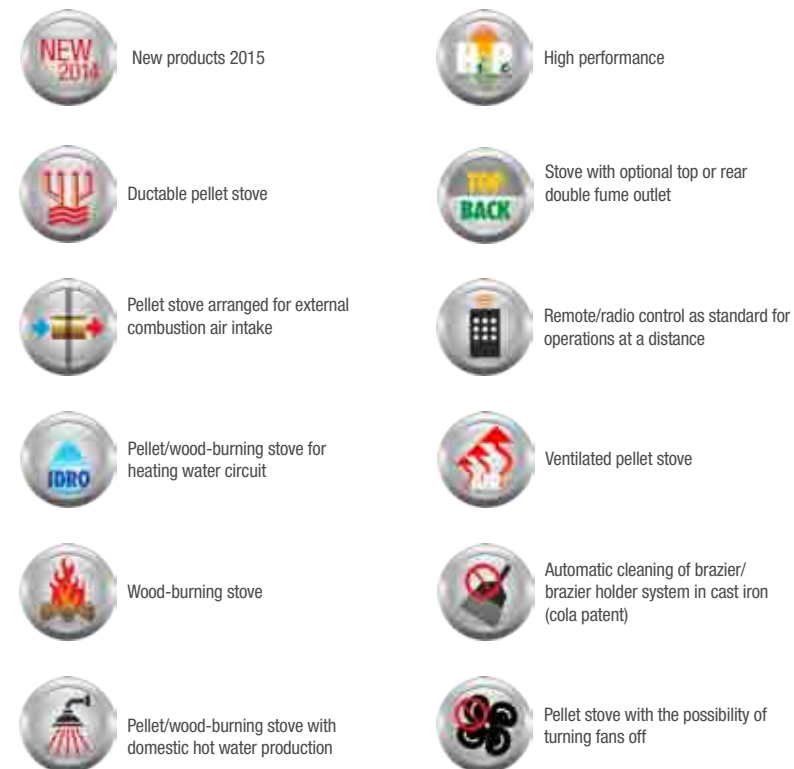 NEW
2014
New products 2015
Ductable pellet stove
Pellet stove arranged for external
combustion air intake
IDRO
Pellet/wood-burning stove for
heating water circuit
Wood-burning stove
Pellet/wood-burning stove with
domestic hot water production
High performance
TOP
BACK
Stove with optional top or rear
double fume outlet
Remote/radio control as standard for
operations at a distance
Ventilated pellet stove
Automatic cleaning of brazier/
brazier holder system in cast iron
(cola patent)
Pellet stove with the possibility of
turning fans off